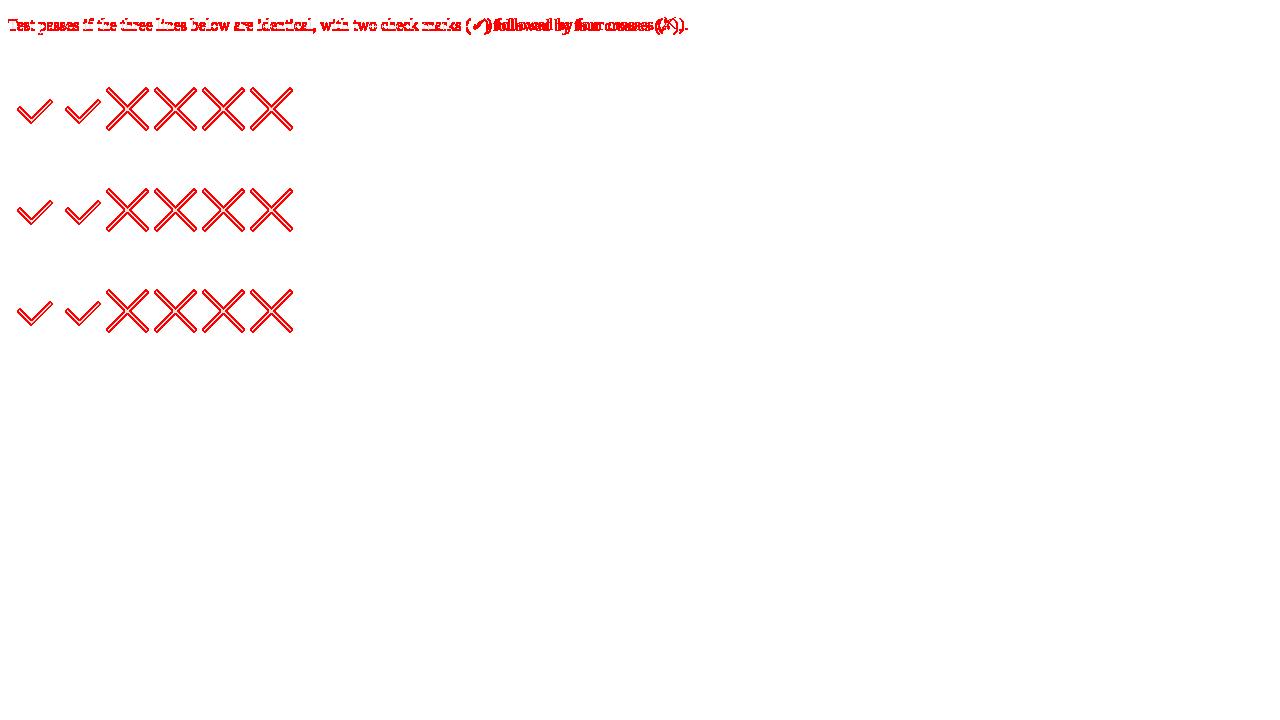 Test passes if the three lines below are identical, with two check marks (✓) followed by four crosses (╳).
✓✓╳╳╳╳
✓✓╳╳╳╳
✓✓╳╳╳╳